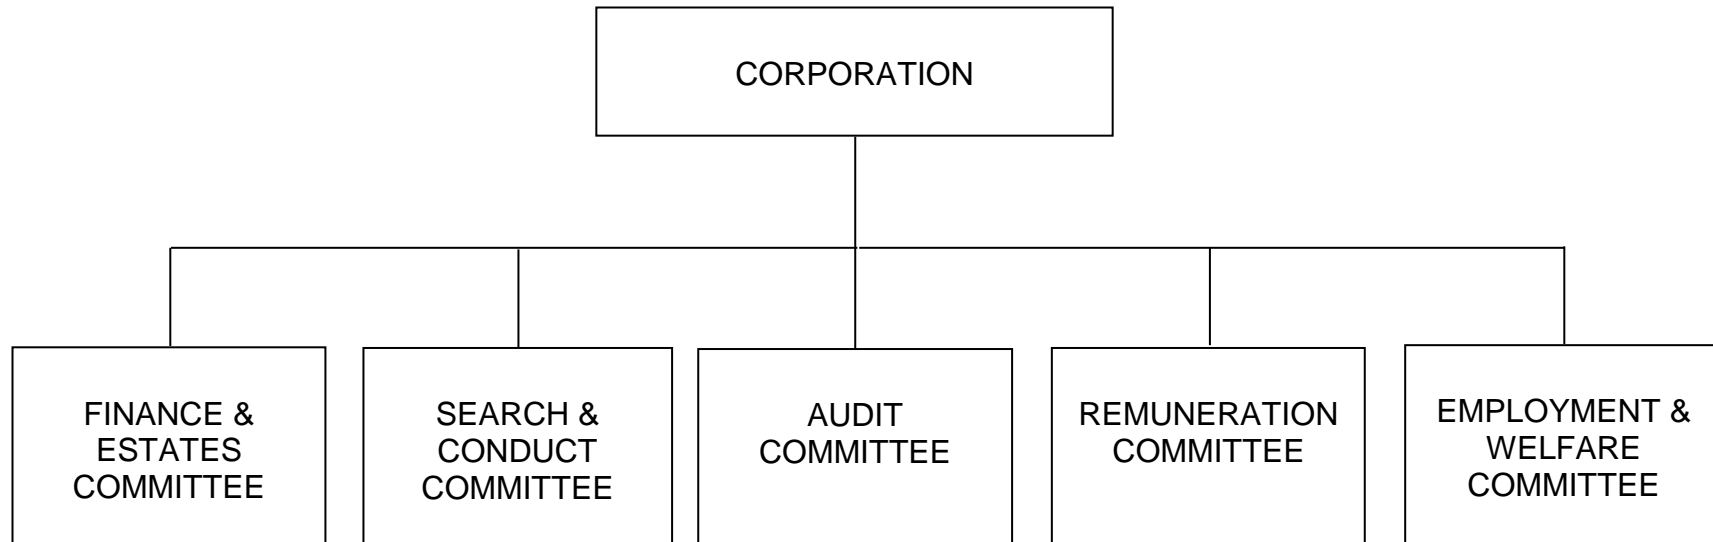 CORPORATION
FINANCE &
ESTATES
COMMITTEE
SEARCH &
CONDUCT
COMMITTEE
AUDIT
COMMITTEE
REMUNERATION
COMMITTEE
EMPLOYMENT &
WELFARE
COMMITTEE